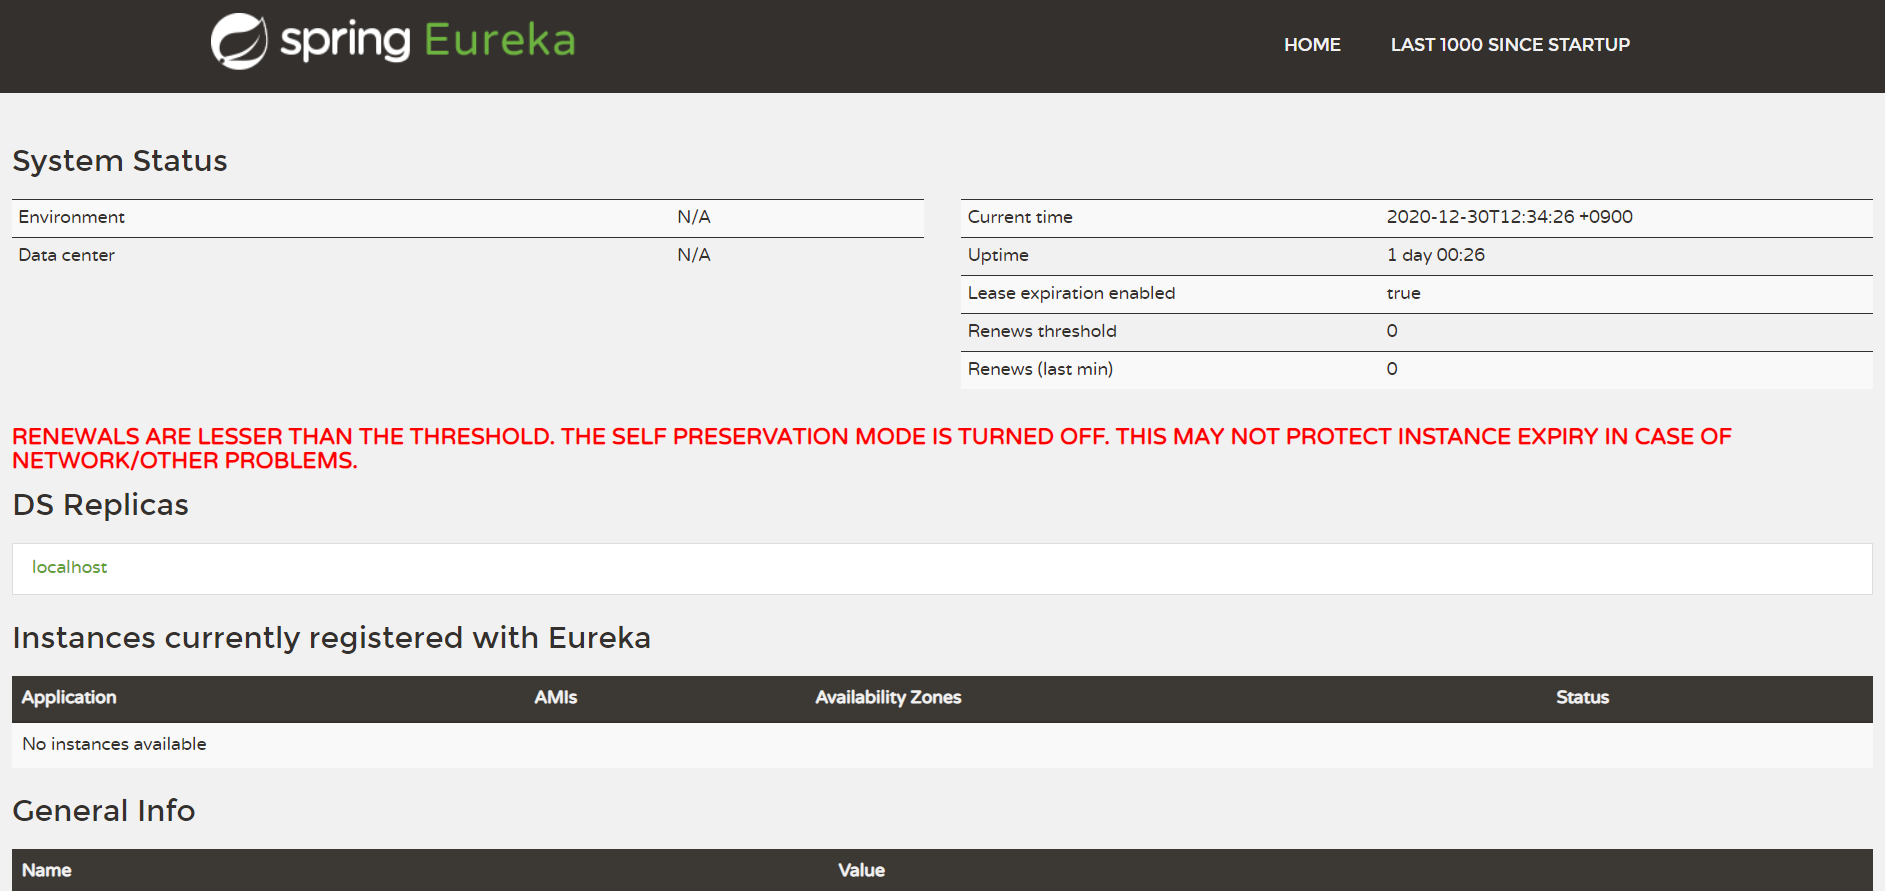 spring Eureka
HOME LAST 1000 SINCE STARTUP
System Status
Environment N/A
Data center N/A
Current time 2020-12-30T12:34:26 +0900
Uptime 1 day 00:26
Lease expiration enabled true
Renews threshold 0
Renews (last min) 0
RENEWALS ARE LESSER THAN THE THRESHOLD. THE SELF PRESERVATION MODE IS TURNED OFF. THIS MAY NOT PROTECT INSTANCE EXPIRY IN CASE OF
NETWORK/OTHER PROBLEMS.
DS Replicas
localhost
Instances currently registered with Eureka
Application AMIs Availability Zones Status
No instances available
General Info
Name Value